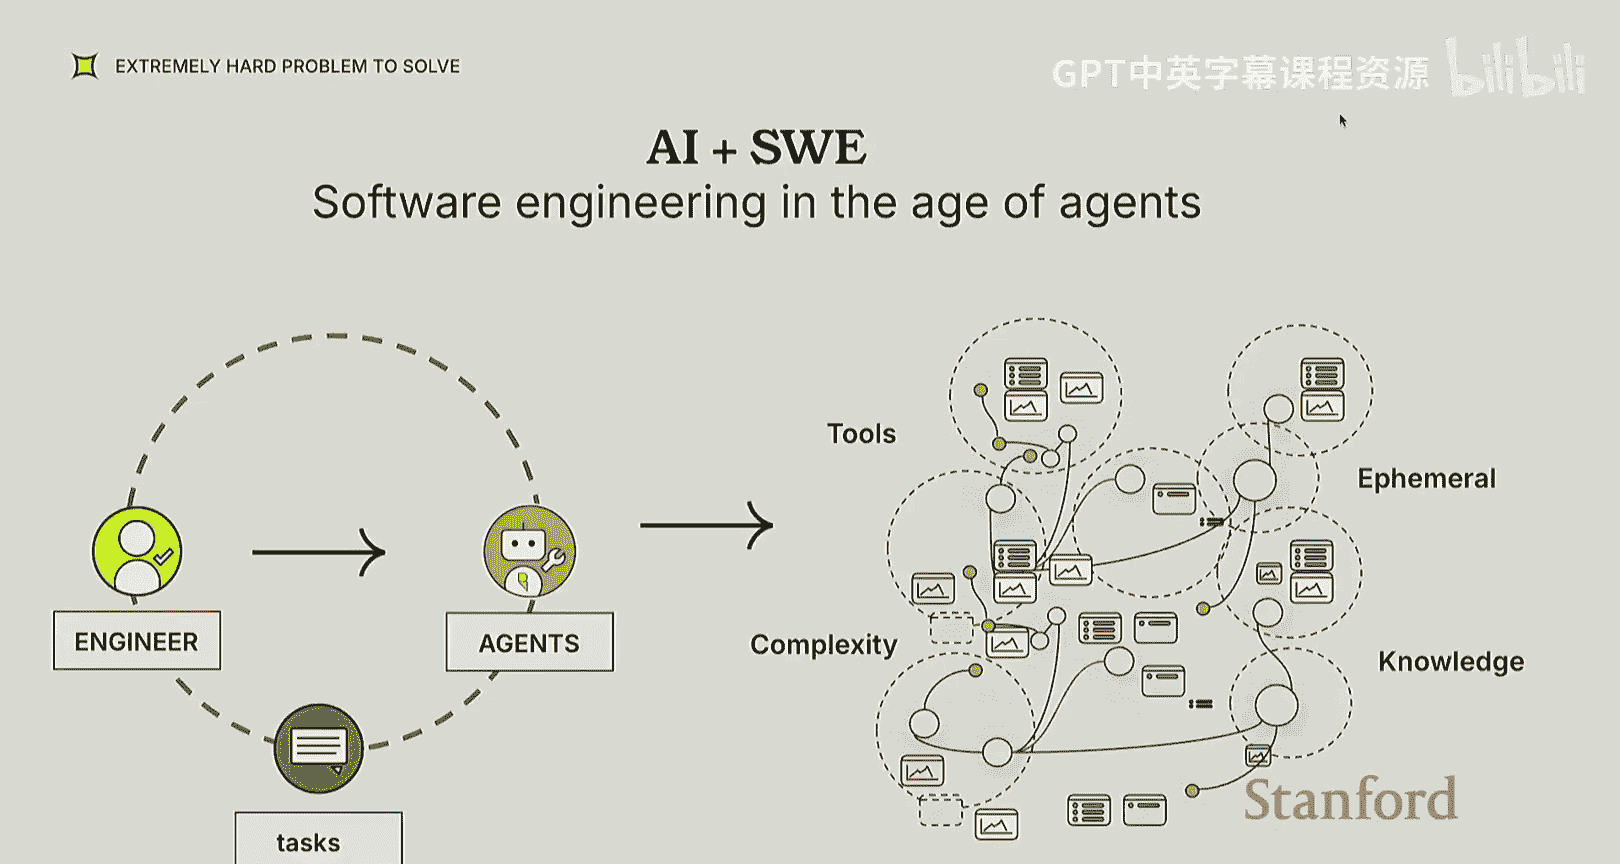 EXTREMELY HARD PROBLEM TO SOLVE
GPT中英字幕课程资源 bilibili
AI + SWE
Software engineering in the age of agents
Tools
Ephemeral
ENGINEER
AGENTS
Complexity
Knowledge
Stanford
tasks